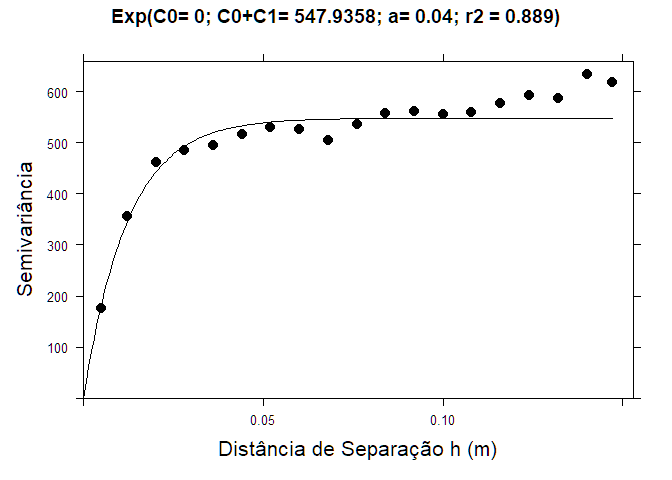 Exp(C0= 0; C0+C1= 547.9358; a= 0.04; r2 = 0.889)
600
500
400
300
200
100
Semivariância
0.05 0.10
Distância de Separação h (m)